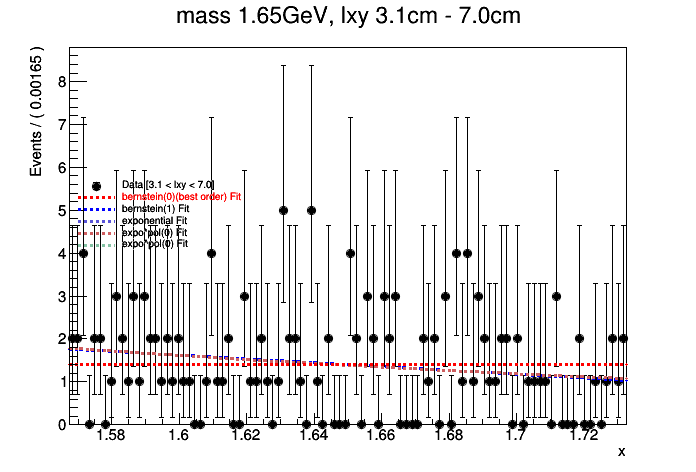 mass 1.65GeV, lxy 3.1cm - 7.0cm
Events / ( 0.00165 )
8
7
6
5
4
3
2
1
0
Data [3.1 < lxy < 7.0]
bernstein(0)(best order) Fit
bernstein(1) Fit
exponential Fit
expo*pol(0) Fit
expo*pol(0) Fit
1.58 1.6 1.62 1.64 1.66 1.68 1.7 1.72
x